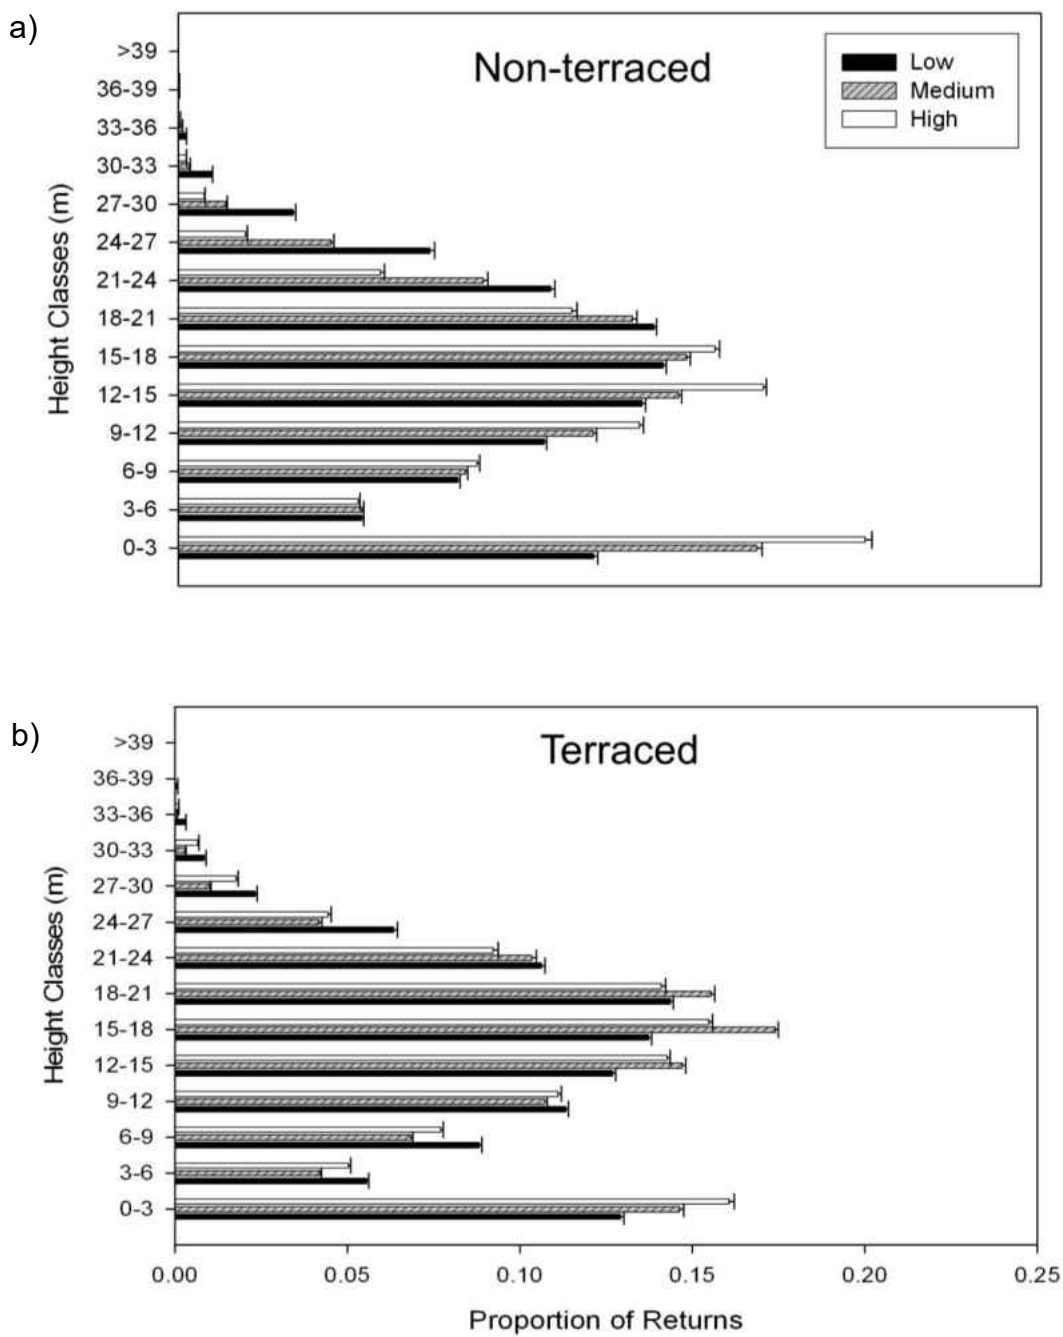 a)
Non-terraced
Low
Medium
High
Height Classes (m)
>39
36-39
33-36
30-33
27-30
24-27
21-24
18-21
15-18
12-15
9-12
6-9
3-6
0-3
b)
Terraced
Height Classes (m)
>39
36-39
33-36
30-33
27-30
24-27
21-24
18-21
15-18
12-15
9-12
6-9
3-6
0-3
0.00 0.05 0.10 0.15 0.20 0.25
Proportion of Returns